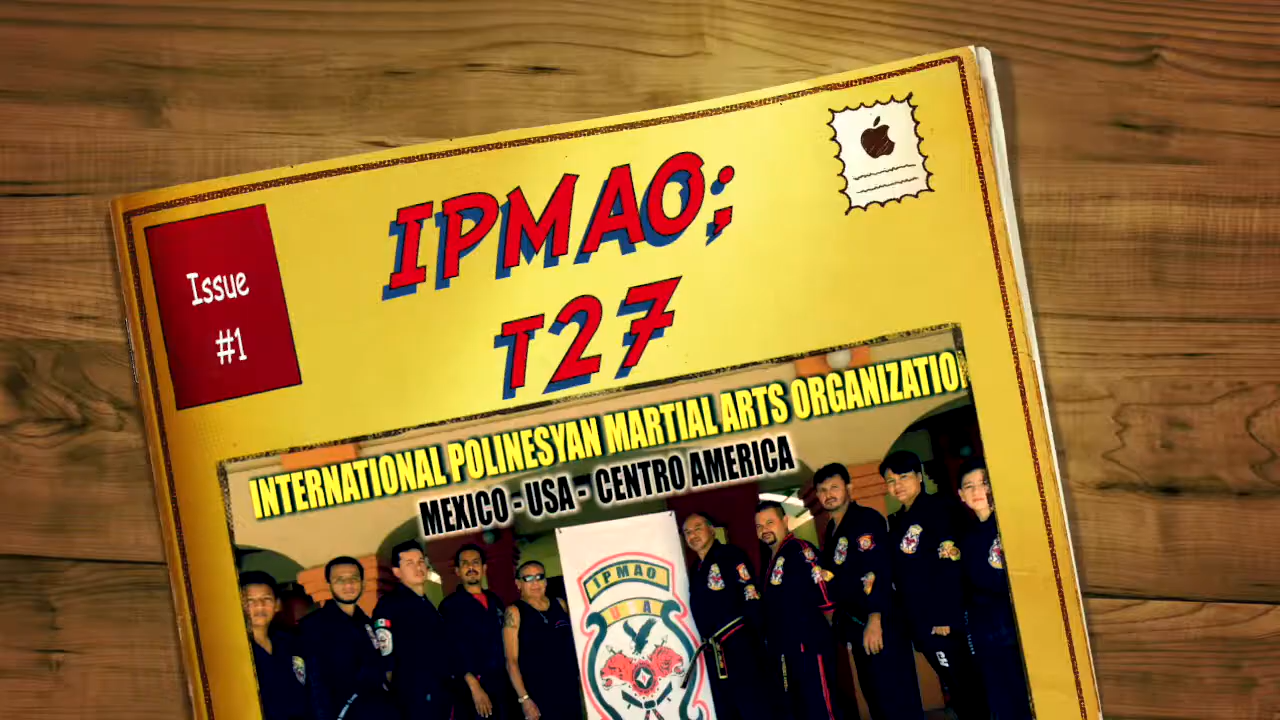 Issue
#1
IPMAO;
T27
INTERNATIONAL POLINESYAN MARTIAL ARTS ORGANIZATIO
MEXICO - USA - CENTRO AMERICA
IPMAO
U S A